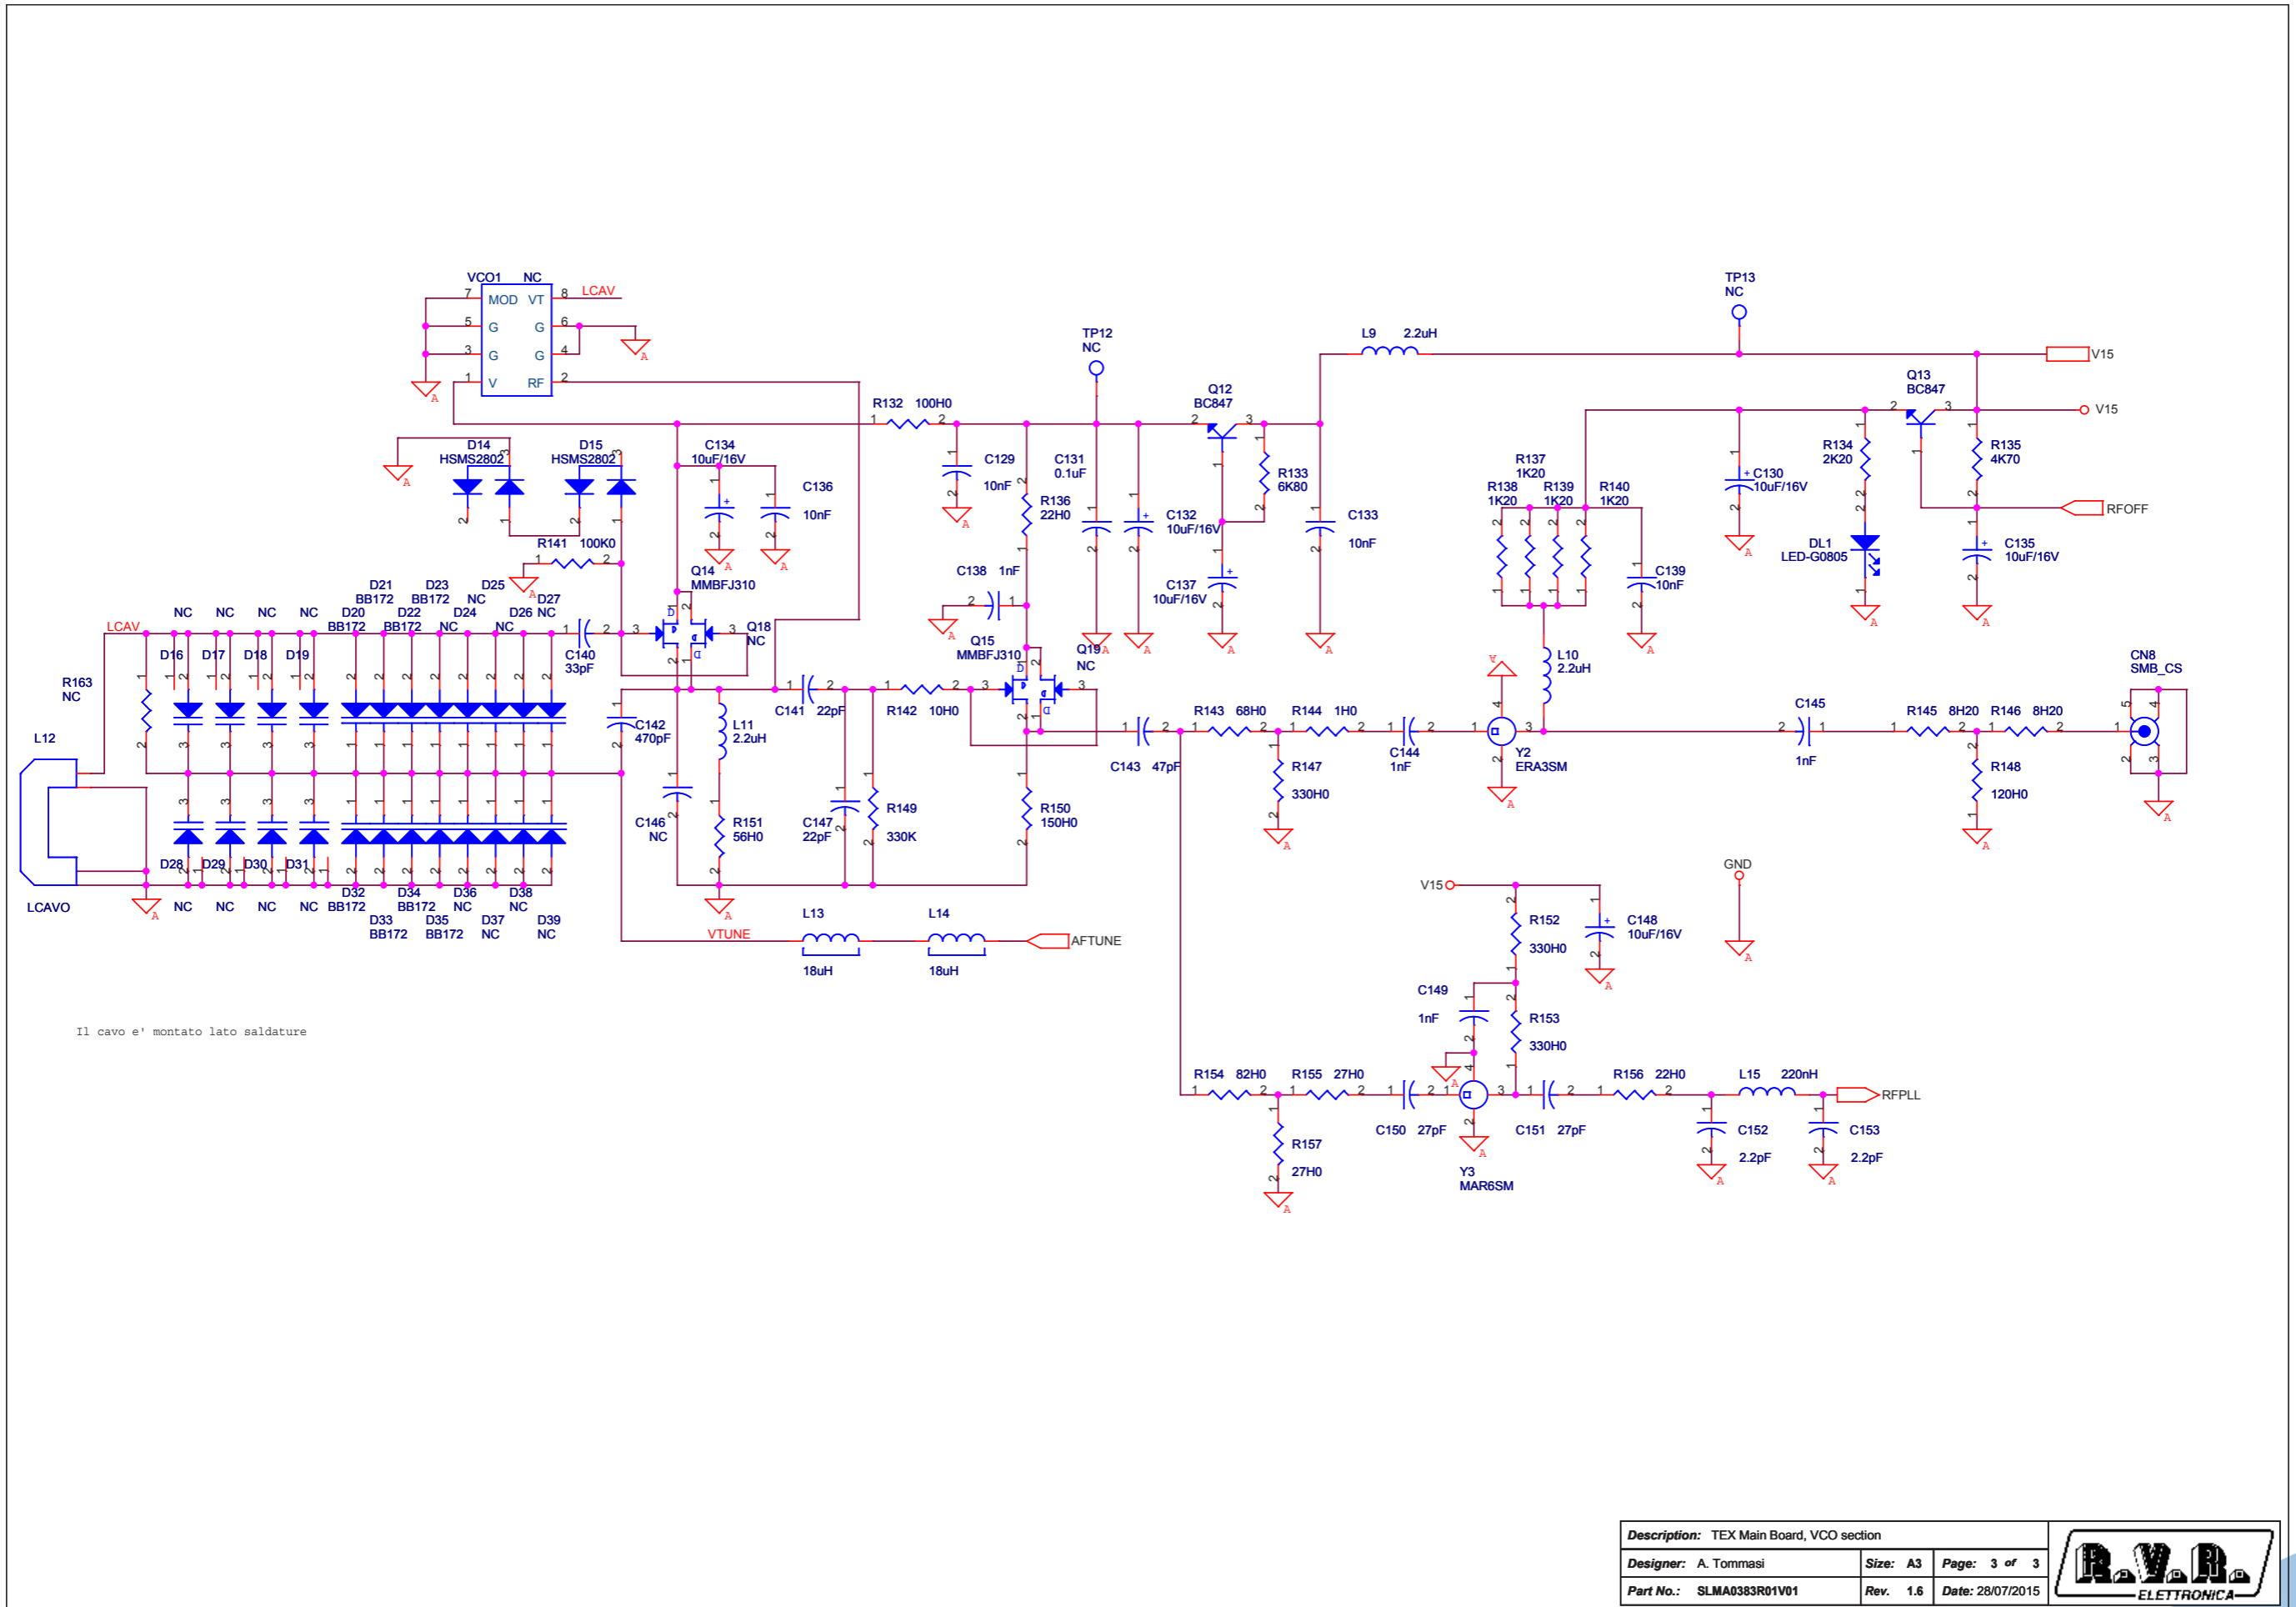 VCO1 NC
7 MOD VT 8 LCAV
5 G G 6
3 G G 4
1 V RF 2
A
A
TP13
NC
TP12
NC
L9 2.2uH
V15
Q13
BC847
2 3 V15
Q12
BC847
2 3
1 R132 100H0 2
D14
HSMS2802
D15
HSMS2802
C134
10uF/16V
C136
10nF
C129
10nF
C131
0.1uF
R136
22H0
C132
10uF/16V
R133
6K80
C133
10nF
R137
1K20
R138
1K20
R139
1K20
R140
1K20
C139
10nF
C130
10uF/16V
R134
2K20
R135
4K70
RFOFF
DL1
LED-G0805
C135
10uF/16V
R141 100K0
C138 1nF
C137
10uF/16V
Q14
MMBFJ310
Q18
NC
Q15
MMBFJ310
Q19
NC
D21
BB172
D23
BB172
D25
NC
D27
NC
NC NC NC NC
D20
BB172
D22
BB172
D24
NC
D26
NC
LCAV
D16 D17 D18 D19
C140
33pF
R163
NC
L12
LCAVO
C142
470pF
L11
2.2uH
C141 22pF
R142 10H0
C143 47pF
R143 68H0
R144 1H0
C144
1nF
R147
330H0
Y2
ERA3SM
L10
2.2uH
C145
1nF
R145 8H20
R146 8H20
R148
120H0
CN8
SMB_CS
C146
NC
R151
56H0
C147
22pF
R149
330K
R150
150H0
D28 D29 D30 D31
NC NC NC NC
D32
BB172
D34
BB172
D36
NC
D38
NC
D33
BB172
D35
BB172
D37
NC
D39
NC
VTUNE
L13
18uH
L14
18uH
AFTUNE
GND
V15
R152
330H0
C148
10uF/16V
C149
1nF
R153
330H0
Il cavo e' montato lato saldature
R154 82H0
R155 27H0
R157
27H0
C150 27pF
Y3
MAR6SM
C151 27pF
R156 22H0
L15 220nH
RFPLL
C152
2.2pF
C153
2.2pF
Description: TEX Main Board, VCO section
Designer: A. Tommasi Size: A3 Page: 3 of 3
Part No.: SLMA0383R01V01 Rev. 1.6 Date: 28/07/2015
R.V.R.
ELETTRONICA